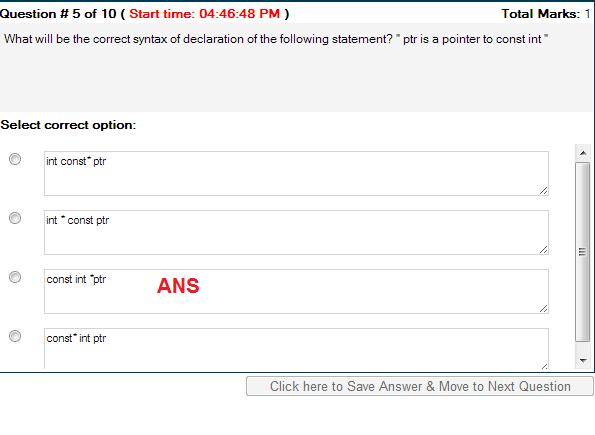 Question # 5 of 10 ( Start time: 04:46:48 PM ) Total Marks: 1
What will be the correct syntax of declaration of the following statement? " ptr is a pointer to const int "
Select correct option:
int const* ptr
int * const ptr
const int *ptr ANS
const* int ptr
Click here to Save Answer & Move to Next Question